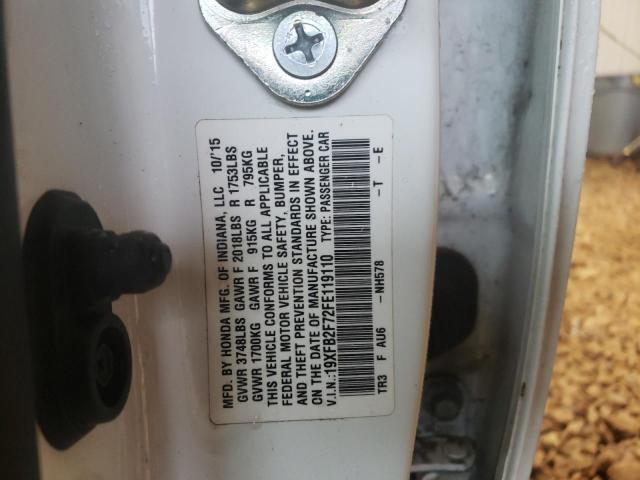 MFD. BY HONDA MFG. OF INDIANA, LLC 10/'15
GVWR 3748LBS GAWR F 2018LBS R 1753LBS
GVWR 1700KG GAWR F 915KG R 795KG
THIS VEHICLE CONFORMS TO ALL APPLICABLE
FEDERAL MOTOR VEHICLE SAFETY, BUMPER,
AND THEFT PREVENTION STANDARDS IN EFFECT
ON THE DATE OF MANUFACTURE SHOWN ABOVE.
V.I.N.:19XFB2F72FE119110 TYPE: PASSENGER CAR
TR3 F AU6 -NH578 -T -E